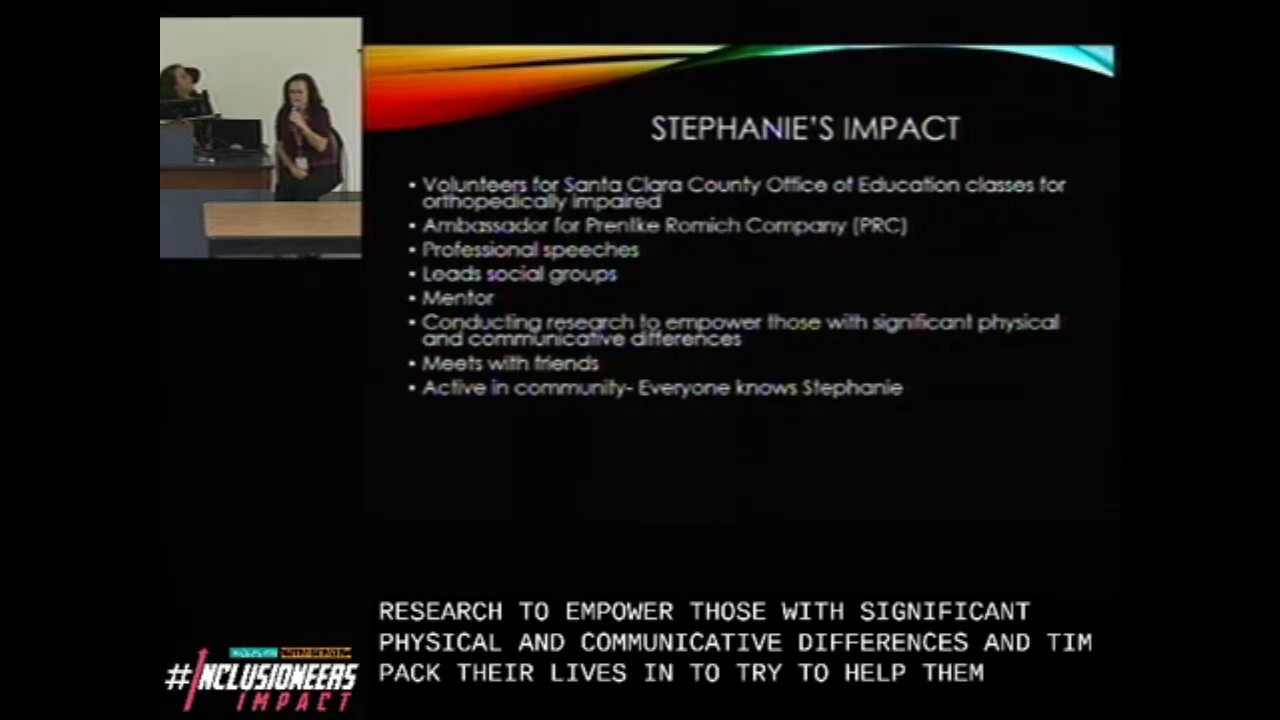 STEPHANIE'S IMPACT
• Volunteers for Santa Clara County Office of Education classes for
orthopedically impaired
• Ambassador for Prentke Romich Company (PRC)
• Professional speeches
• Leads social groups
• Mentor
• Conducting research to empower those with significant physical
and communicative differences
• Meets with friends
• Active in community- Everyone knows Stephanie
RESEARCH TO EMPOWER THOSE WITH SIGNIFICANT
PHYSICAL AND COMMUNICATIVE DIFFERENCES AND TIM
PACK THEIR LIVES IN TO TRY TO HELP THEM
#INCLUSIONEERS
IMPACT